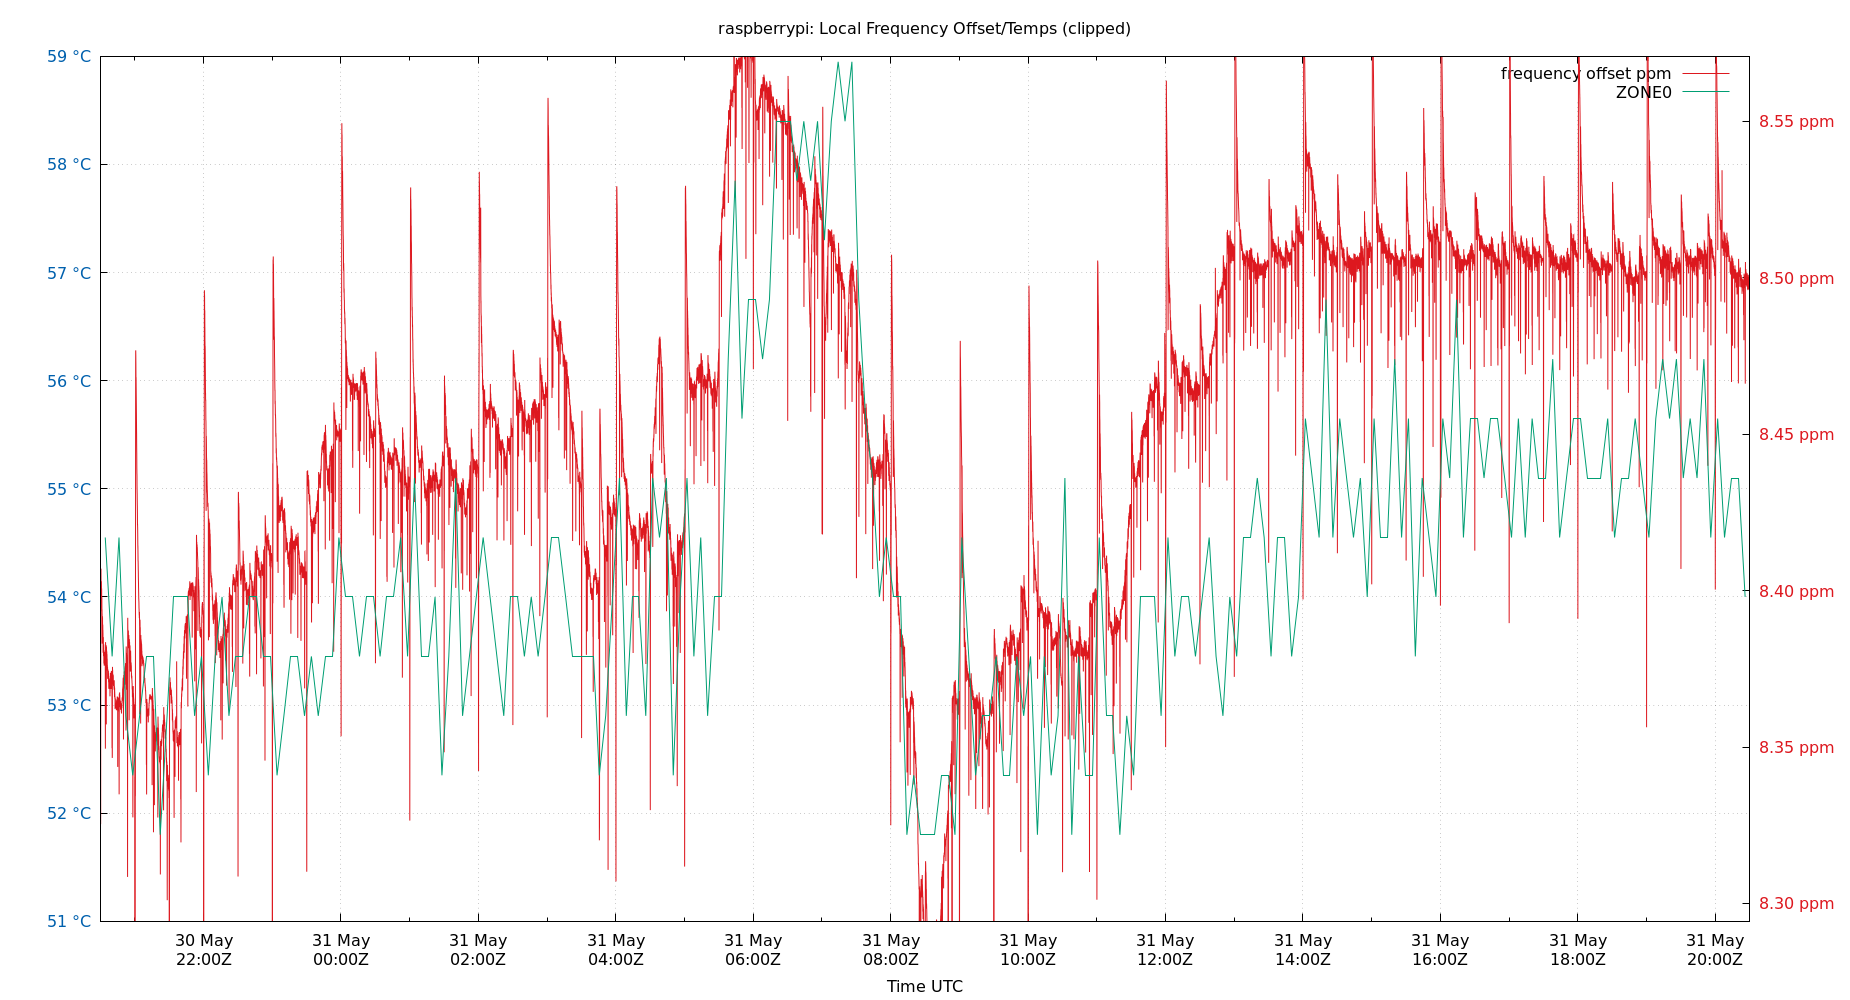 raspberrypi: Local Frequency Offset/Temps (clipped)
59 °C
58 °C
57 °C
56 °C
55 °C
54 °C
53 °C
52 °C
51 °C
frequency offset ppm
ZONE0
8.55 ppm
8.50 ppm
8.45 ppm
8.40 ppm
8.35 ppm
8.30 ppm
30 May 31 May 31 May 31 May 31 May 31 May 31 May 31 May 31 May 31 May 31 May 31 May
22:00Z 00:00Z 02:00Z 04:00Z 06:00Z 08:00Z 10:00Z 12:00Z 14:00Z 16:00Z 18:00Z 20:00Z
Time UTC